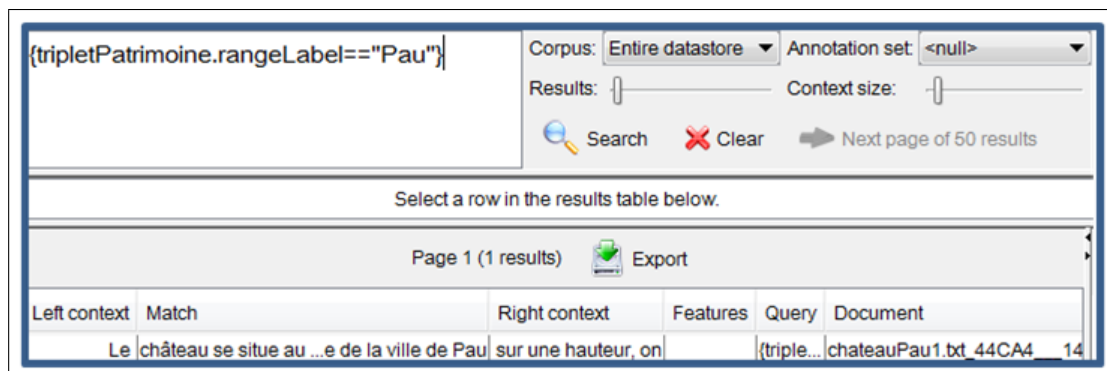 {tripletPatrimoine.rangeLabel=="Pau"}
Corpus: Entire datastore Annotation set: <null>
Results: Context size:
Search Clear Next page of 50 results
Select a row in the results table below.
Page 1 (1 results) Export
Left context Match Right context Features Query Document
Le château se situe au ...e de la ville de Pau sur une hauteur, on {triple... chateauPau1.txt_44CA4___14